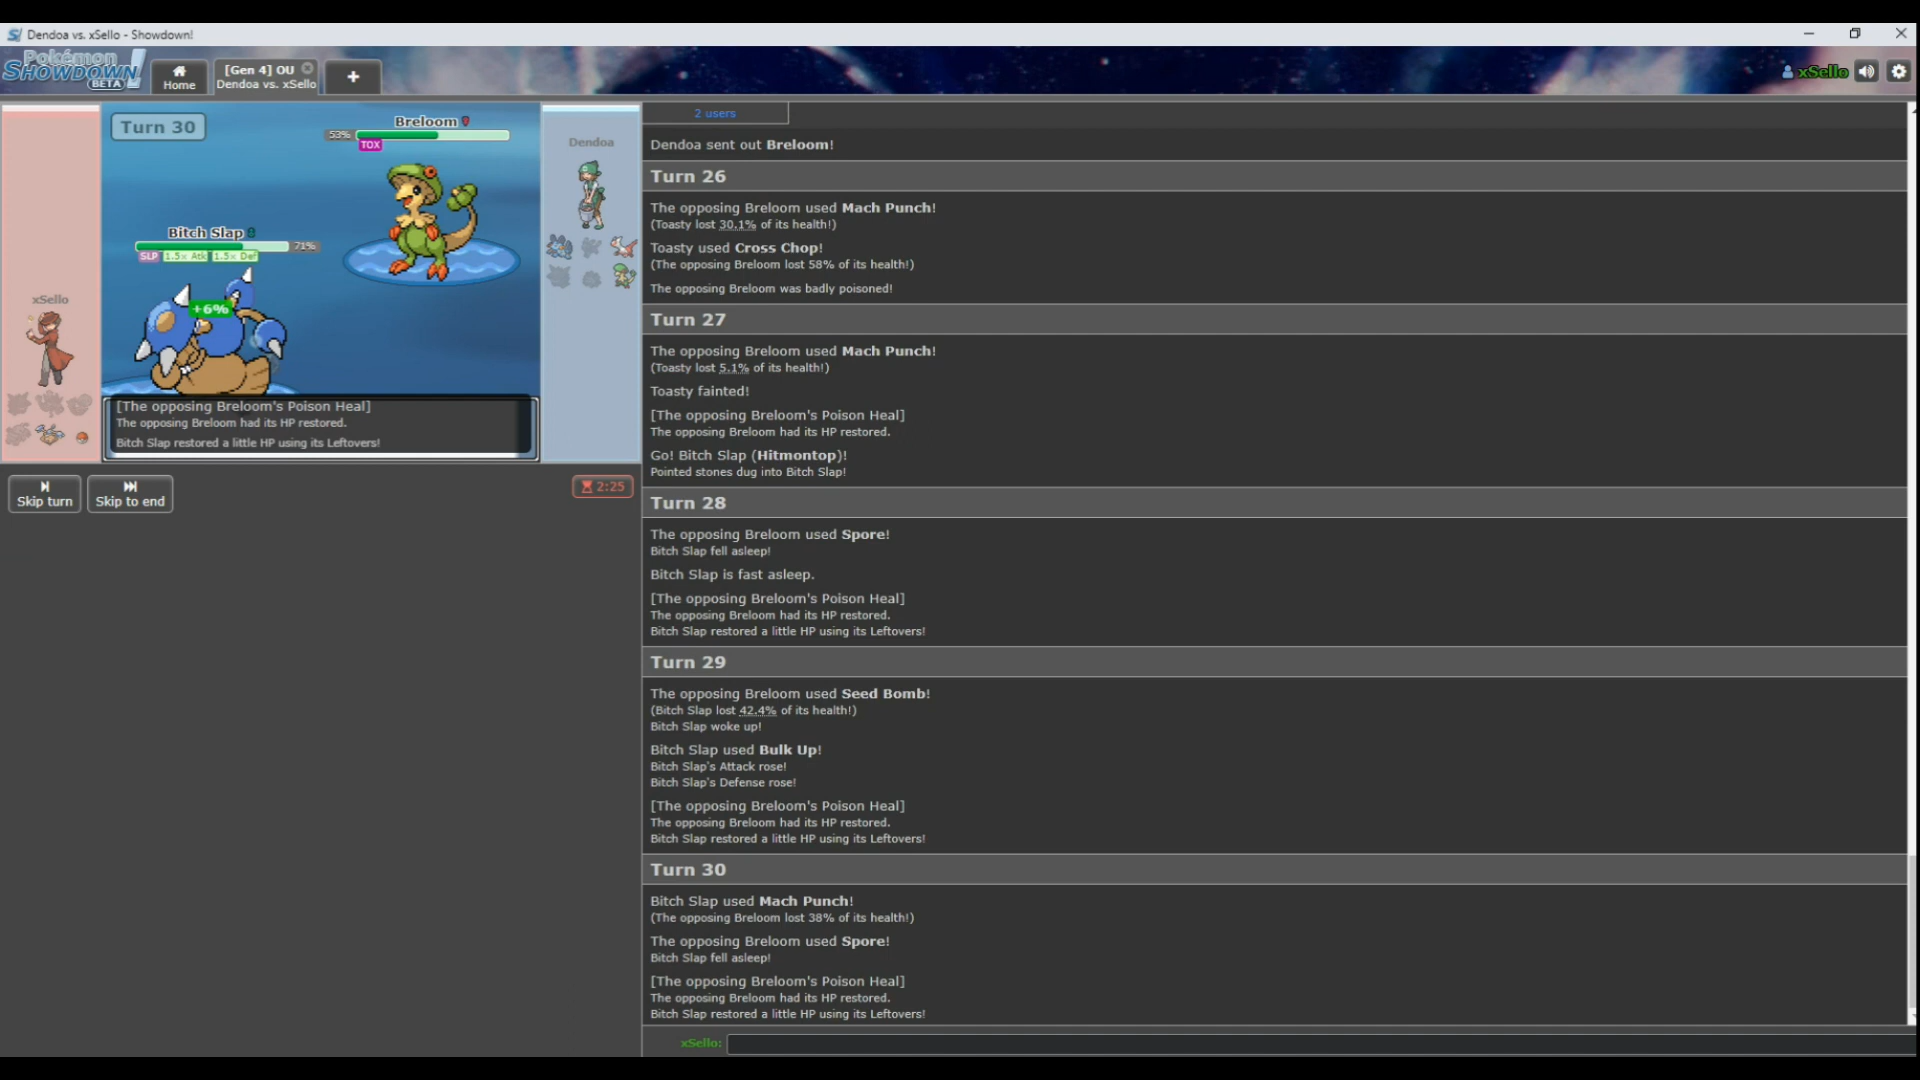 Dendoa vs. xSello - Showdown!
Pokémon
SHOWDOWN!
BETA
Home
[Gen 4] OU
Dendoa vs. xSello
xSello
Turn 30
Breloom
53%
TOX
Bitch Slap
71%
SLP 1.5× Atk 1.5× Def
+6%
xSello
Dendoa
[The opposing Breloom's Poison Heal]
The opposing Breloom had its HP restored.
Bitch Slap restored a little HP using its Leftovers!
Skip turn
Skip to end
2:25
2 users
Dendoa sent out Breloom!
Turn 26
The opposing Breloom used Mach Punch!
(Toasty lost 30.1% of its health!)
Toasty used Cross Chop!
(The opposing Breloom lost 58% of its health!)
The opposing Breloom was badly poisoned!
Turn 27
The opposing Breloom used Mach Punch!
(Toasty lost 5.1% of its health!)
Toasty fainted!
[The opposing Breloom's Poison Heal]
The opposing Breloom had its HP restored.
Go! Bitch Slap (Hitmontop)!
Pointed stones dug into Bitch Slap!
Turn 28
The opposing Breloom used Spore!
Bitch Slap fell asleep!
Bitch Slap is fast asleep.
[The opposing Breloom's Poison Heal]
The opposing Breloom had its HP restored.
Bitch Slap restored a little HP using its Leftovers!
Turn 29
The opposing Breloom used Seed Bomb!
(Bitch Slap lost 42.4% of its health!)
Bitch Slap woke up!
Bitch Slap used Bulk Up!
Bitch Slap's Attack rose!
Bitch Slap's Defense rose!
[The opposing Breloom's Poison Heal]
The opposing Breloom had its HP restored.
Bitch Slap restored a little HP using its Leftovers!
Turn 30
Bitch Slap used Mach Punch!
(The opposing Breloom lost 38% of its health!)
The opposing Breloom used Spore!
Bitch Slap fell asleep!
[The opposing Breloom's Poison Heal]
The opposing Breloom had its HP restored.
Bitch Slap restored a little HP using its Leftovers!
xSello: